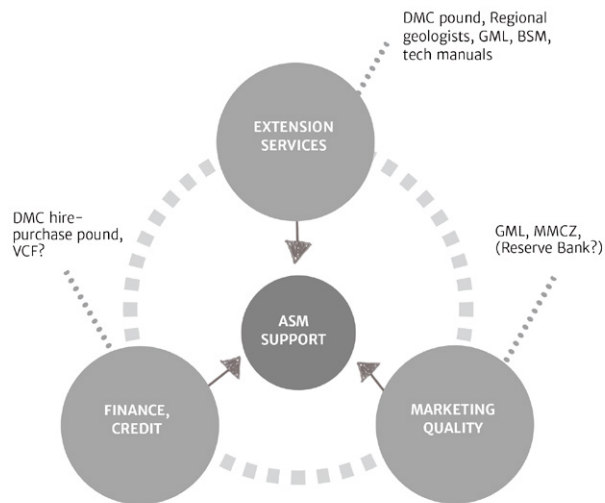 DMC pound, Regional
geologists, GML, BSM,
tech manuals
EXTENSION
SERVICES
DMC hire-
purchase pound,
VCF?
GML, MMCZ,
(Reserve Bank?)
ASM
SUPPORT
FINANCE,
CREDIT
MARKETING
QUALITY